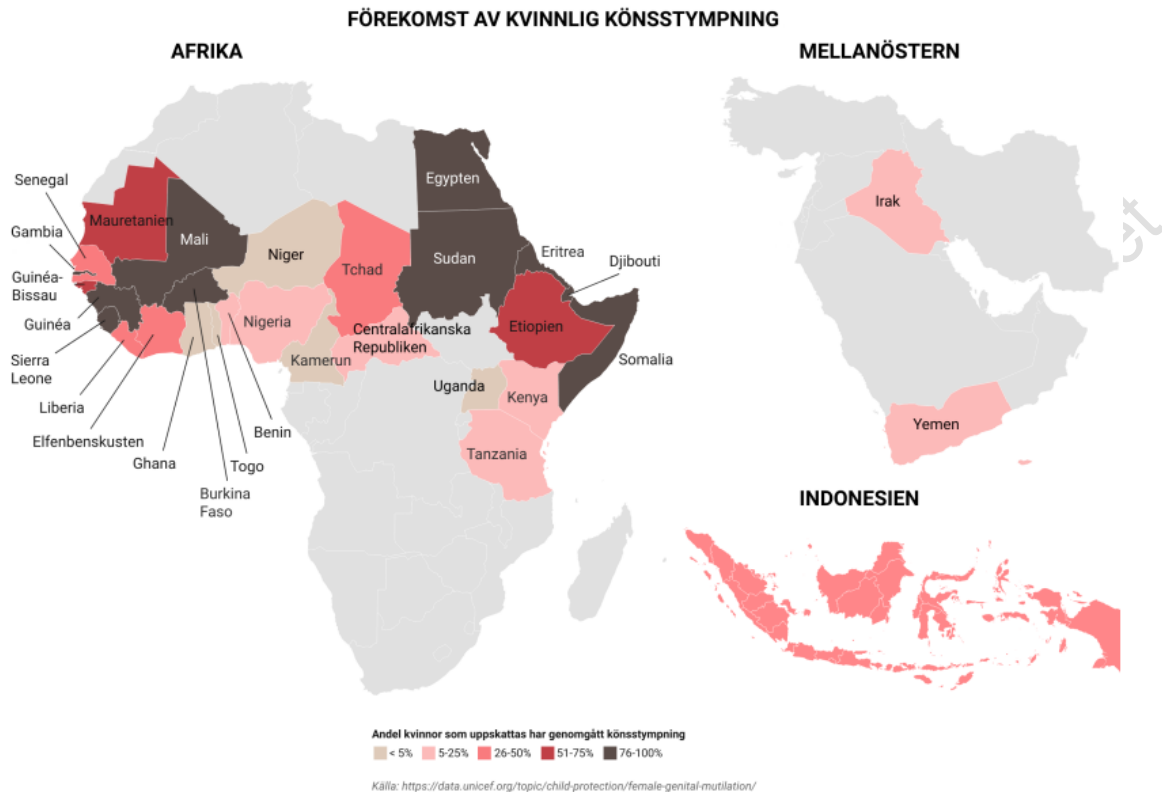 FÖREKOMST AV KVINNLIG KÖNSSTYMPNING
AFRIKA
MELLANÖSTERN
Senegal
Gambia
Guinéa-
Bissau
Guinéa
Sierra
Leone
Liberia
Elfenbenskusten
Ghana
Togo
Burkina
Faso
Benin
Mauretanien
Mali
Niger
Nigeria
Tchad
Kamerun
Centralafrikanska
Republiken
Egypten
Sudan
Eritrea
Djibouti
Etiopien
Somalia
Uganda
Kenya
Tanzania
Irak
Yemen
INDONESIEN
Andel kvinnor som uppskattas har genomgått könsstympning
< 5% 5-25% 26-50% 51-75% 76-100%
Källa: https://data.unicef.org/topic/child-protection/female-genital-mutilation/